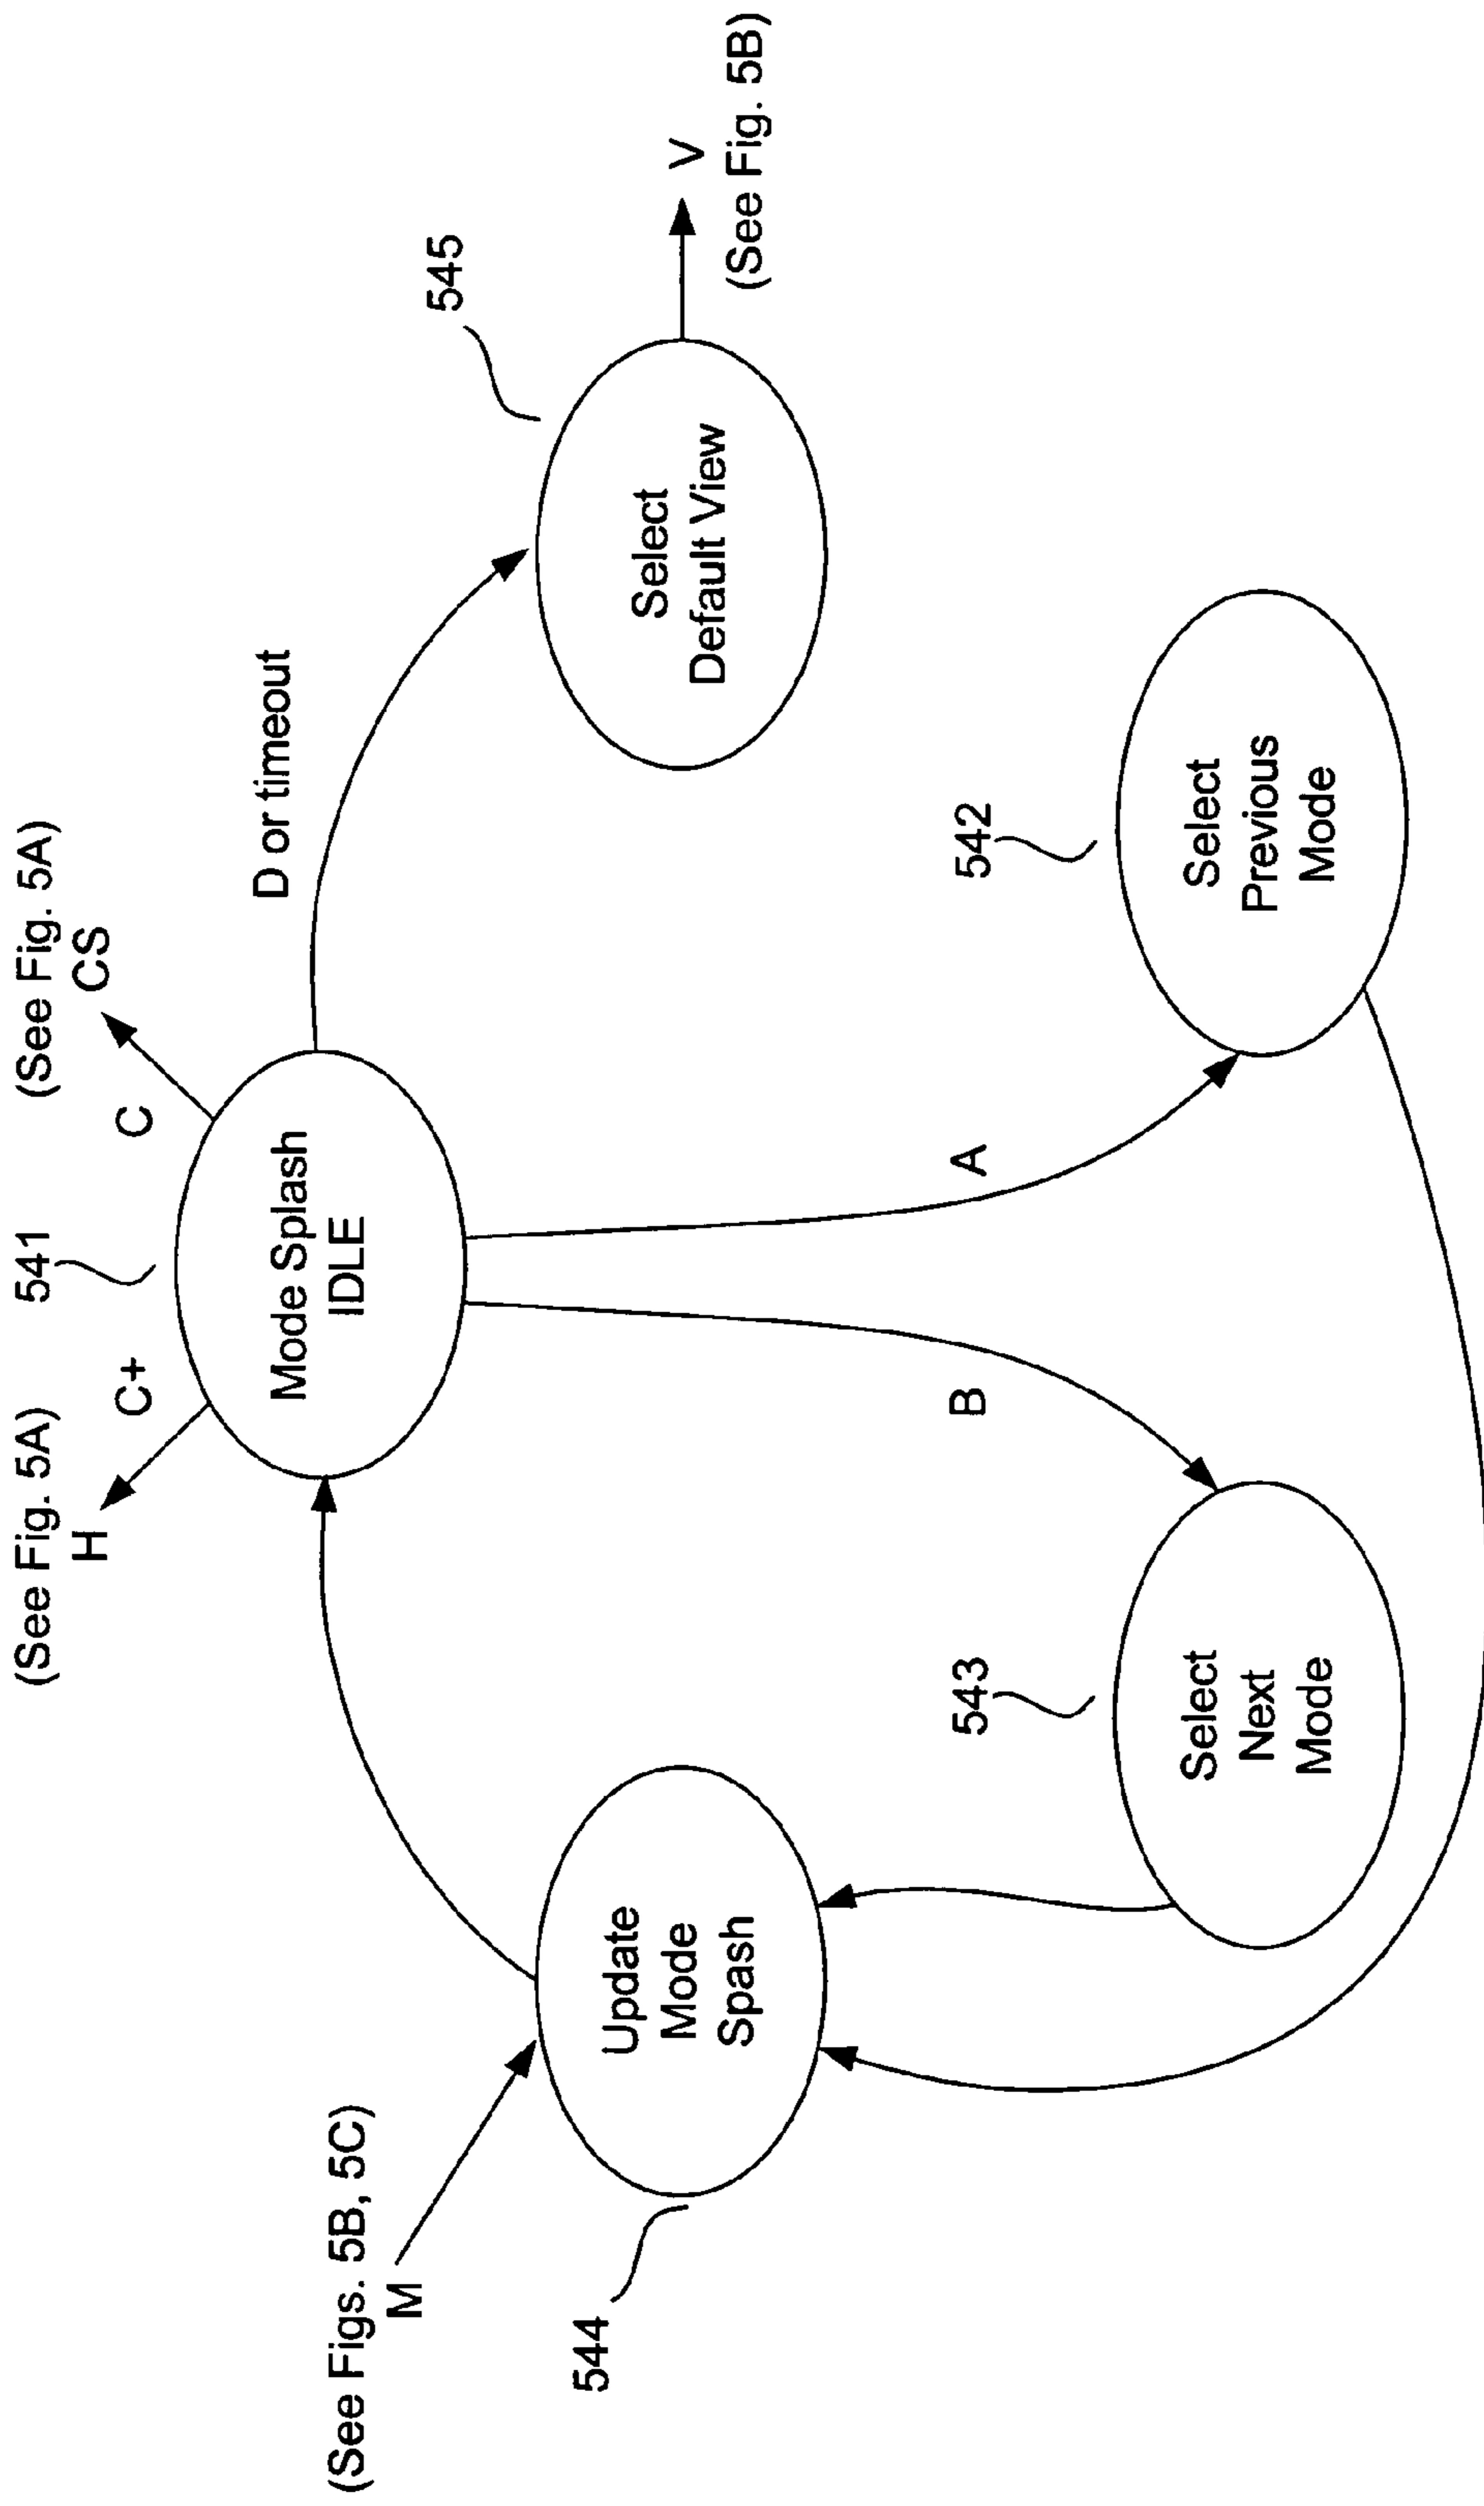 (See Fig. 5A)
H
C+
541
C
(See Fig. 5A)
CS
Mode Splash
IDLE
D or timeout
545
Select
Default View
V
(See Fig. 5B)
(See Figs. 5B, 5C)
M
544
Update
Mode
Spash
B
A
543
Select
Next
Mode
542
Select
Previous
Mode